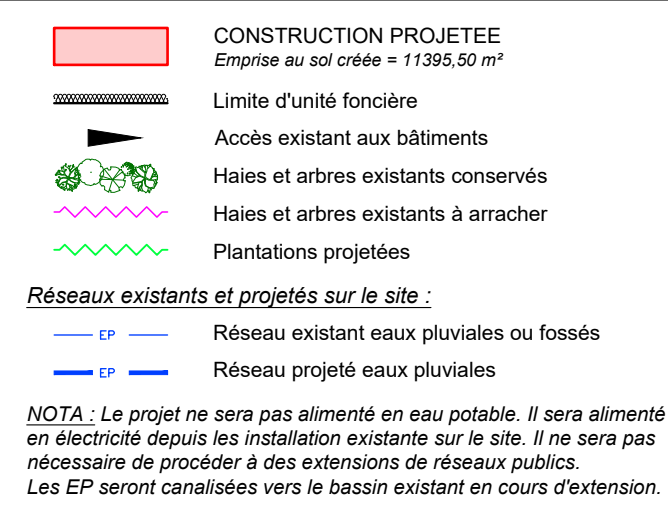 CONSTRUCTION PROJETEE
Emprise au sol créée = 11395,50 m²
Limite d'unité foncière
Accès existant aux bâtiments
Haies et arbres existants conservés
Haies et arbres existants à arracher
Plantations projetées
Réseaux existants et projetés sur le site :
EP Réseau existant eaux pluviales ou fossés
EP Réseau projeté eaux pluviales
NOTA : Le projet ne sera pas alimenté en eau potable. Il sera alimenté
en électricité depuis les installation existante sur le site. Il ne sera pas
nécessaire de procéder à des extensions de réseaux publics.
Les EP seront canalisées vers le bassin existant en cours d'extension.